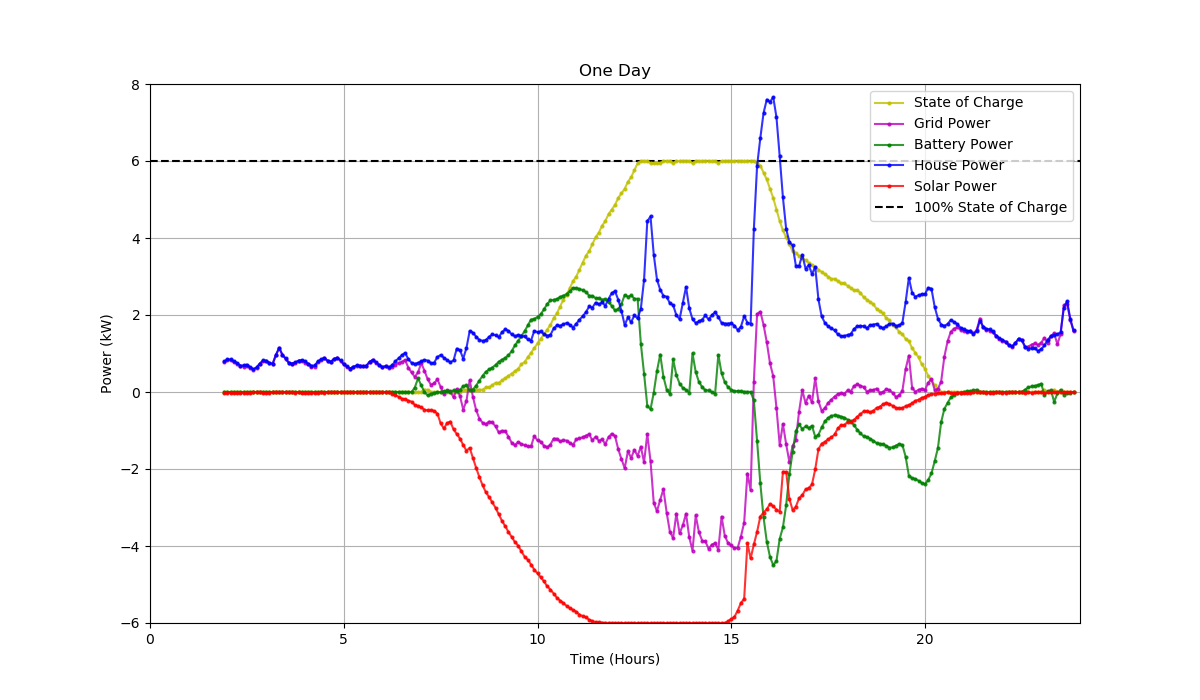 One Day
8
6
4
2
0
−2
−4
−6
Power (kW)
State of Charge
Grid Power
Battery Power
House Power
Solar Power
100% State of Charge
0 5 10 15 20
Time (Hours)